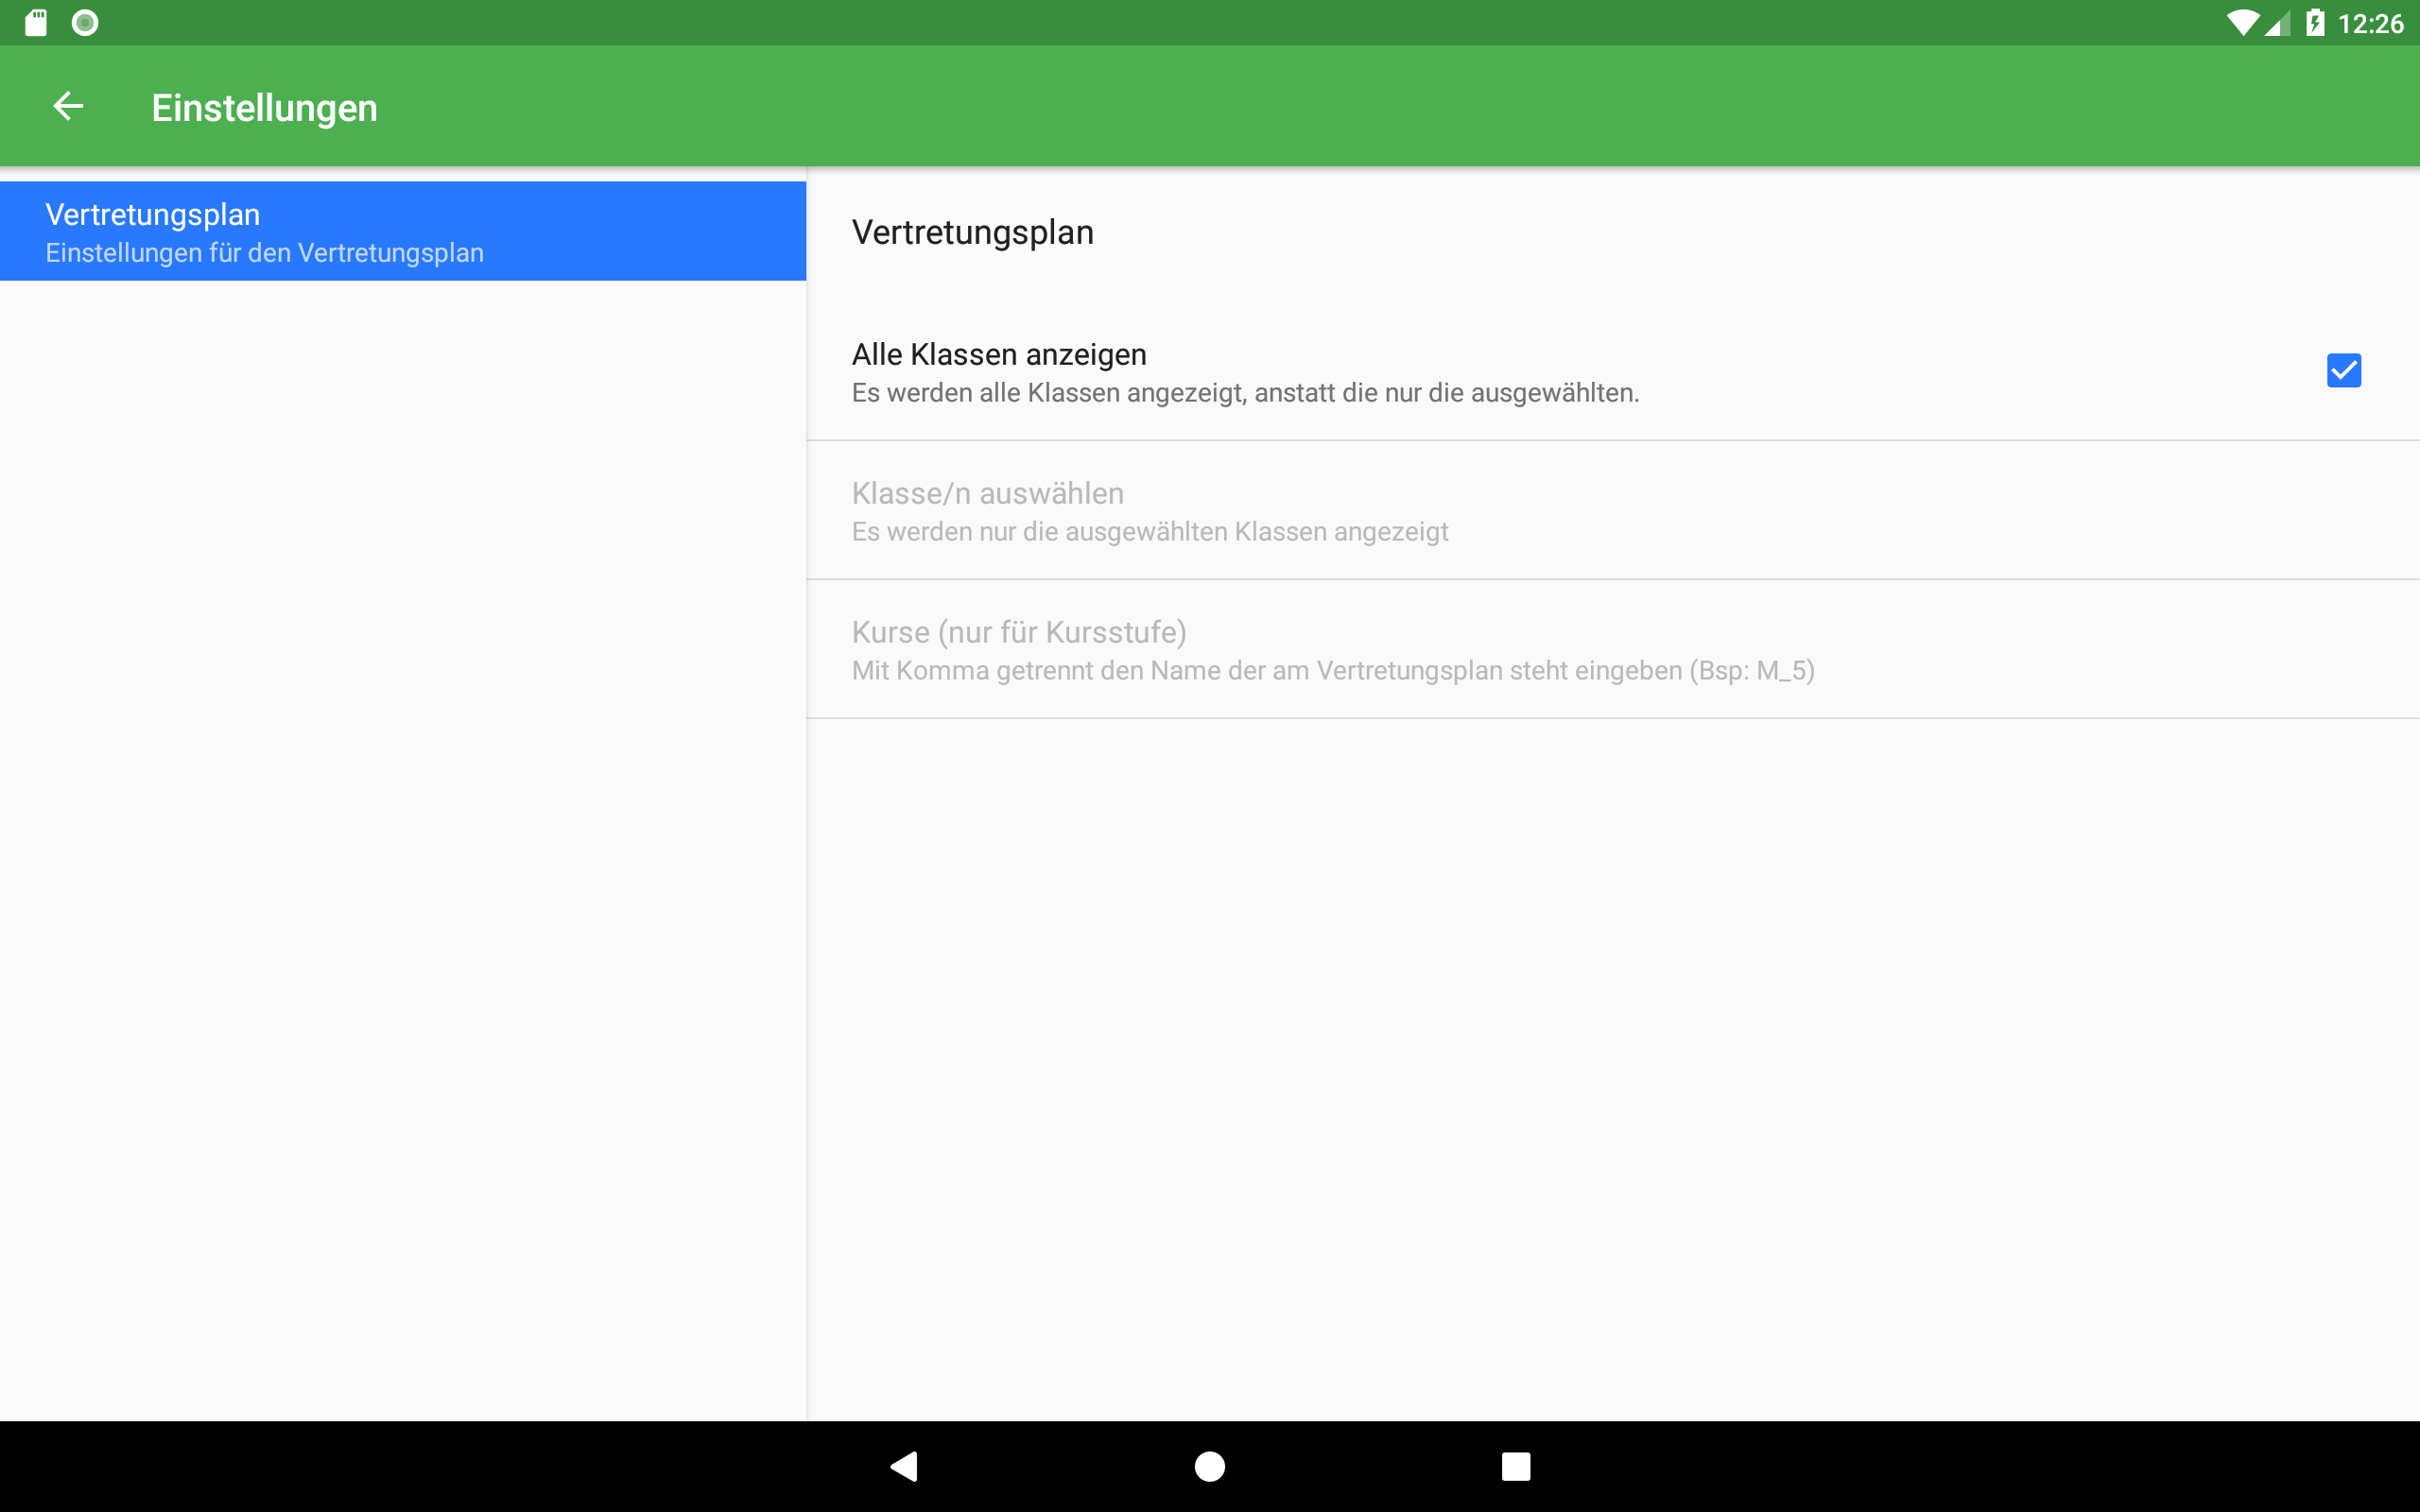 12:26
Einstellungen
Vertretungsplan
Einstellungen für den Vertretungsplan
Vertretungsplan
Alle Klassen anzeigen
Es werden alle Klassen angezeigt, anstatt die nur die ausgewählten.
Klasse/n auswählen
Es werden nur die ausgewählten Klassen angezeigt
Kurse (nur für Kursstufe)
Mit Komma getrennt den Name der am Vertretungsplan steht eingeben (Bsp: M_5)